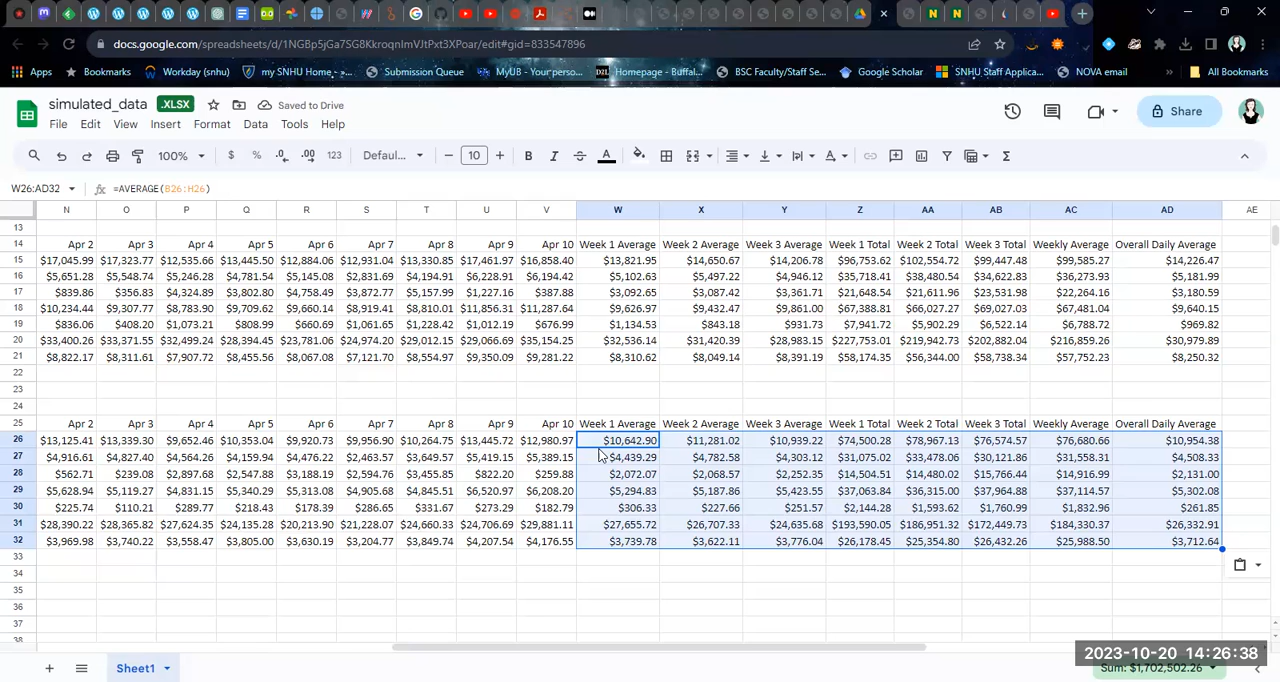 docs.google.com/spreadsheets/d/1NGBp5jGa7SG8KkroqnImVJtPxt3XPoar/edit#gid=833547896
Apps Bookmarks Workday (snhu) my SNHU Home - ... Submission Queue MyUB - Your perso... Homepage - Buffal... BSC Faculty/Staff Se... Google Scholar SNHU Staff Applica... NOVA email » All Bookmarks
simulated_data .XLSX Saved to Drive Share
File Edit View Insert Format Data Tools Help
100% $ % .0 .00 123 Defaul... 10 B I A
W26:AD32 fx =AVERAGE(B26:H26)
N O P Q R S T U V W X Y Z AA AB AC AD AE
13
14 Apr 2 Apr 3 Apr 4 Apr 5 Apr 6 Apr 7 Apr 8 Apr 9 Apr 10 Week 1 Average Week 2 Average Week 3 Average Week 1 Total Week 2 Total Week 3 Total Weekly Average Overall Daily Average
15 $17,045.99 $17,323.77 $12,535.66 $13,445.50 $12,884.06 $12,931.04 $13,330.85 $17,461.97 $16,858.40 $13,821.95 $14,650.67 $14,206.78 $96,753.62 $102,554.72 $99,447.48 $99,585.27 $14,226.47
16 $5,651.28 $5,548.74 $5,246.28 $4,781.54 $5,145.08 $2,831.69 $4,194.91 $6,228.91 $6,194.42 $5,102.63 $5,497.22 $4,946.12 $35,718.41 $38,480.54 $34,622.83 $36,273.93 $5,181.99
17 $839.86 $356.83 $4,324.89 $3,802.80 $4,758.49 $3,872.77 $5,157.99 $1,227.16 $387.88 $3,092.65 $3,087.42 $3,361.71 $21,648.54 $21,611.96 $23,531.98 $22,264.16 $3,180.59
18 $10,234.44 $9,307.77 $8,783.90 $9,709.62 $9,660.14 $8,919.41 $8,810.01 $11,856.31 $11,287.64 $9,626.97 $9,432.47 $9,861.00 $67,388.81 $66,027.27 $69,027.03 $67,481.04 $9,640.15
19 $836.06 $408.20 $1,073.21 $808.99 $660.69 $1,061.65 $1,228.42 $1,012.19 $676.99 $1,134.53 $843.18 $931.73 $7,941.72 $5,902.29 $6,522.14 $6,788.72 $969.82
20 $33,400.26 $33,371.55 $32,499.24 $28,394.45 $23,781.06 $24,974.20 $29,012.15 $29,066.69 $35,154.25 $32,536.14 $31,420.39 $28,983.15 $227,753.01 $219,942.73 $202,882.04 $216,859.26 $30,979.89
21 $8,822.17 $8,311.61 $7,907.72 $8,455.56 $8,067.08 $7,121.70 $8,554.97 $9,350.09 $9,281.22 $8,310.62 $8,049.14 $8,391.19 $58,174.35 $56,344.00 $58,738.34 $57,752.23 $8,250.32
22
23
24
25 Apr 2 Apr 3 Apr 4 Apr 5 Apr 6 Apr 7 Apr 8 Apr 9 Apr 10 Week 1 Average Week 2 Average Week 3 Average Week 1 Total Week 2 Total Week 3 Total Weekly Average Overall Daily Average
26 $13,125.41 $13,339.30 $9,652.46 $10,353.04 $9,920.73 $9,956.90 $10,264.75 $13,445.72 $12,980.97 $10,642.90 $11,281.02 $10,939.22 $74,500.28 $78,967.13 $76,574.57 $76,680.66 $10,954.38
27 $4,916.61 $4,827.40 $4,564.26 $4,159.94 $4,476.22 $2,463.57 $3,649.57 $5,419.15 $5,389.15 $4,439.29 $4,782.58 $4,303.12 $31,075.02 $33,478.06 $30,121.86 $31,558.31 $4,508.33
28 $562.71 $239.08 $2,897.68 $2,547.88 $3,188.19 $2,594.76 $3,455.85 $822.20 $259.88 $2,072.07 $2,068.57 $2,252.35 $14,504.51 $14,480.02 $15,766.44 $14,916.99 $2,131.00
29 $5,628.94 $5,119.27 $4,831.15 $5,340.29 $5,313.08 $4,905.68 $4,845.51 $6,520.97 $6,208.20 $5,294.83 $5,187.86 $5,423.55 $37,063.84 $36,315.00 $37,964.88 $37,114.57 $5,302.08
30 $225.74 $110.21 $289.77 $218.43 $178.39 $286.65 $331.67 $273.29 $182.79 $306.33 $227.66 $251.57 $2,144.28 $1,593.62 $1,760.99 $1,832.96 $261.85
31 $28,390.22 $28,365.82 $27,624.35 $24,135.28 $20,213.90 $21,228.07 $24,660.33 $24,706.69 $29,881.11 $27,655.72 $26,707.33 $24,635.68 $193,590.05 $186,951.32 $172,449.73 $184,330.37 $26,332.91
32 $3,969.98 $3,740.22 $3,558.47 $3,805.00 $3,630.19 $3,204.77 $3,849.74 $4,207.54 $4,176.55 $3,739.78 $3,622.11 $3,776.04 $26,178.45 $25,354.80 $26,432.26 $25,988.50 $3,712.64
33
34
35
36
37
38
2023-10-20 14:26:38
Sheet1 Sum: $1,702,502.26